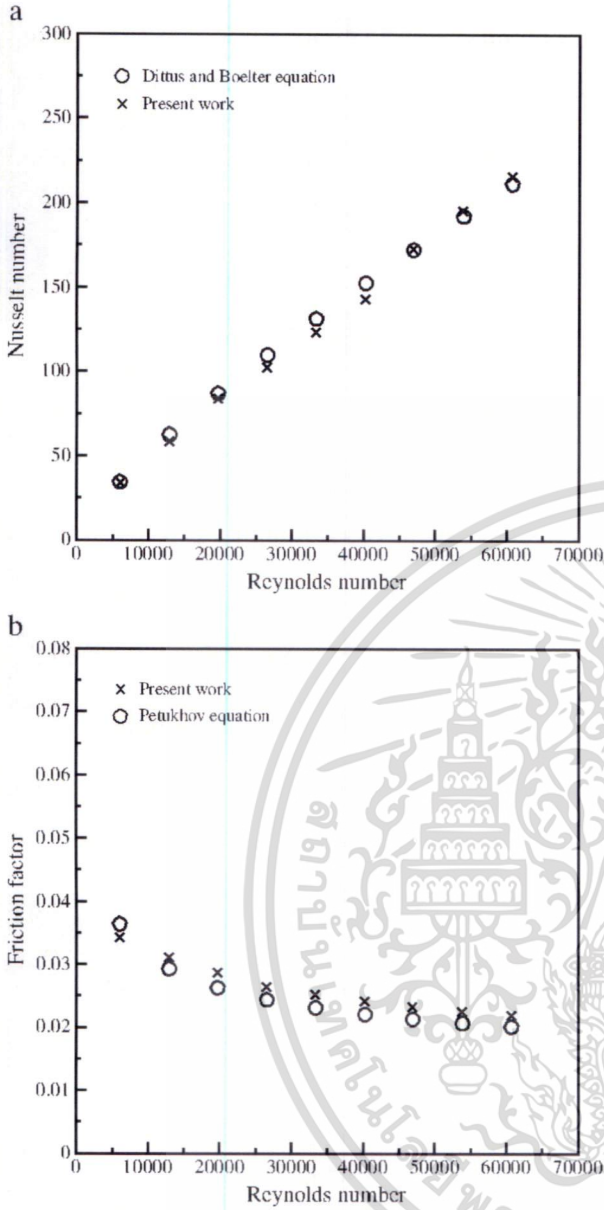 a
300
250
200
150
100
50
0
Nusselt number
Dittus and Boelter equation
Present work
0 10000 20000 30000 40000 50000 60000 70000
Reynolds number
b
0.08
0.07
0.06
0.05
0.04
0.03
0.02
0.01
0
Friction factor
Present work
Petukhov equation
0 10000 20000 30000 40000 50000 60000 70000
Reynolds number